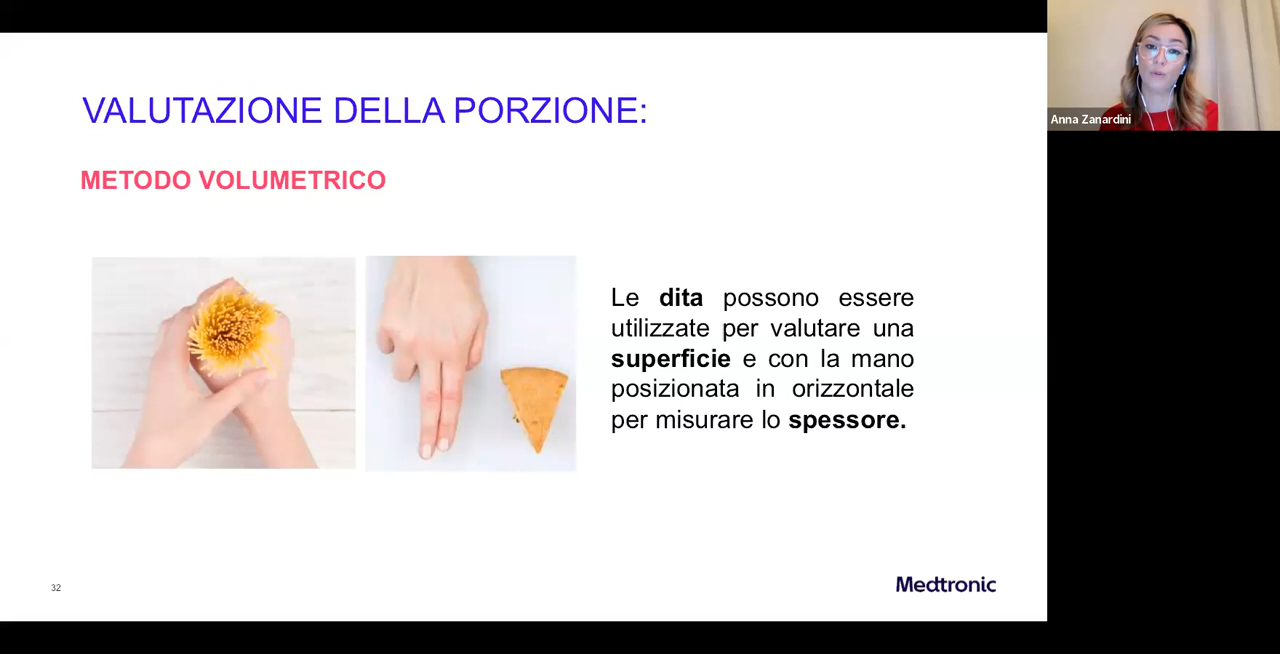 VALUTAZIONE DELLA PORZIONE:
METODO VOLUMETRICO
Le dita possono essere
utilizzate per valutare una
superficie e con la mano
posizionata in orizzontale
per misurare lo spessore.
32
Medtronic
Anna Zanardini